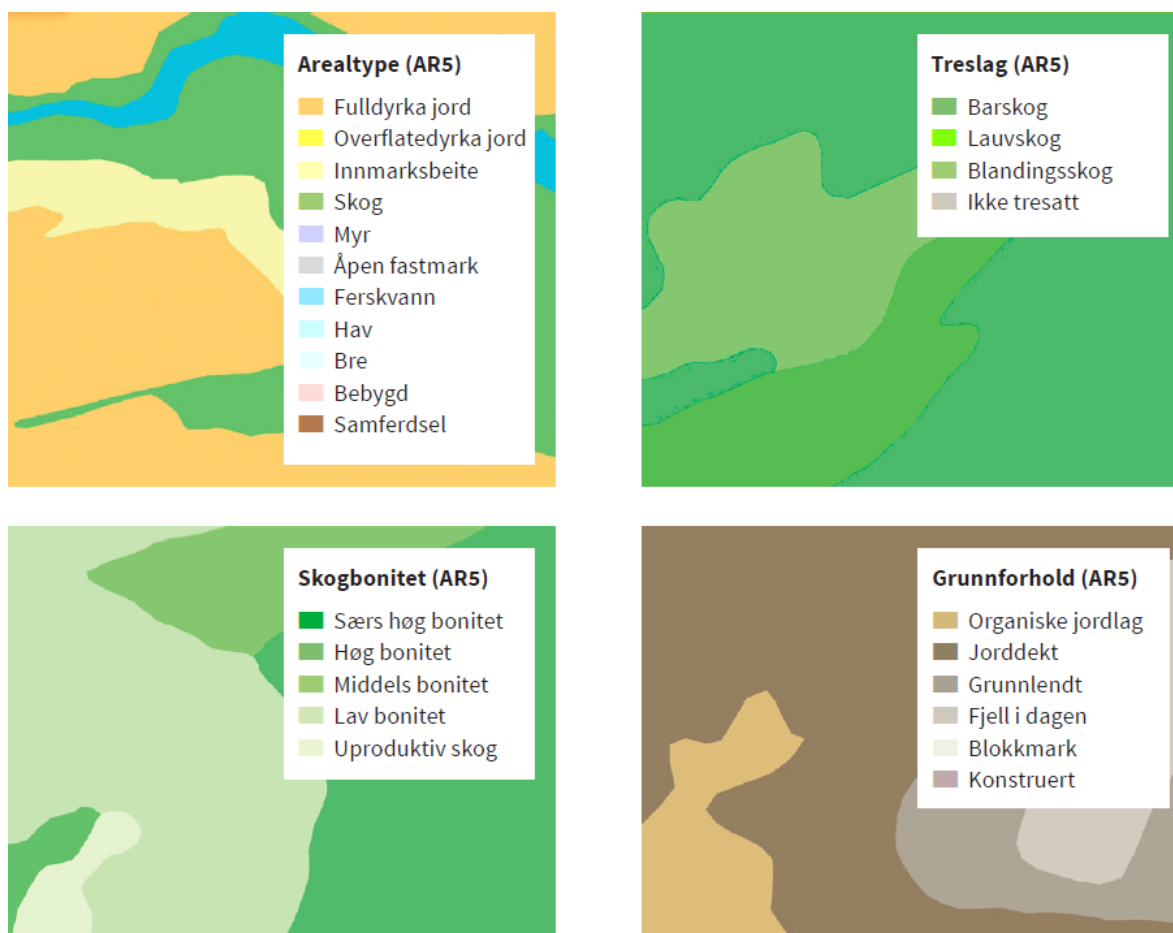 Arealtype (AR5)
Fulldyrka jord
Overflatedyrka jord
Innmarksbeite
Skog
Myr
Åpen fastmark
Ferskvann
Hav
Bre
Bebygd
Samferdsel
Treslag (AR5)
Barskog
Lauvskog
Blandingsskog
Ikke tresatt
Skogbonitet (AR5)
Særs høg bonitet
Høg bonitet
Middels bonitet
Lav bonitet
Uproduktiv skog
Grunnforhold (AR5)
Organiske jordlag
Jorddekt
Grunnlendt
Fjell i dagen
Blokkmark
Konstruert